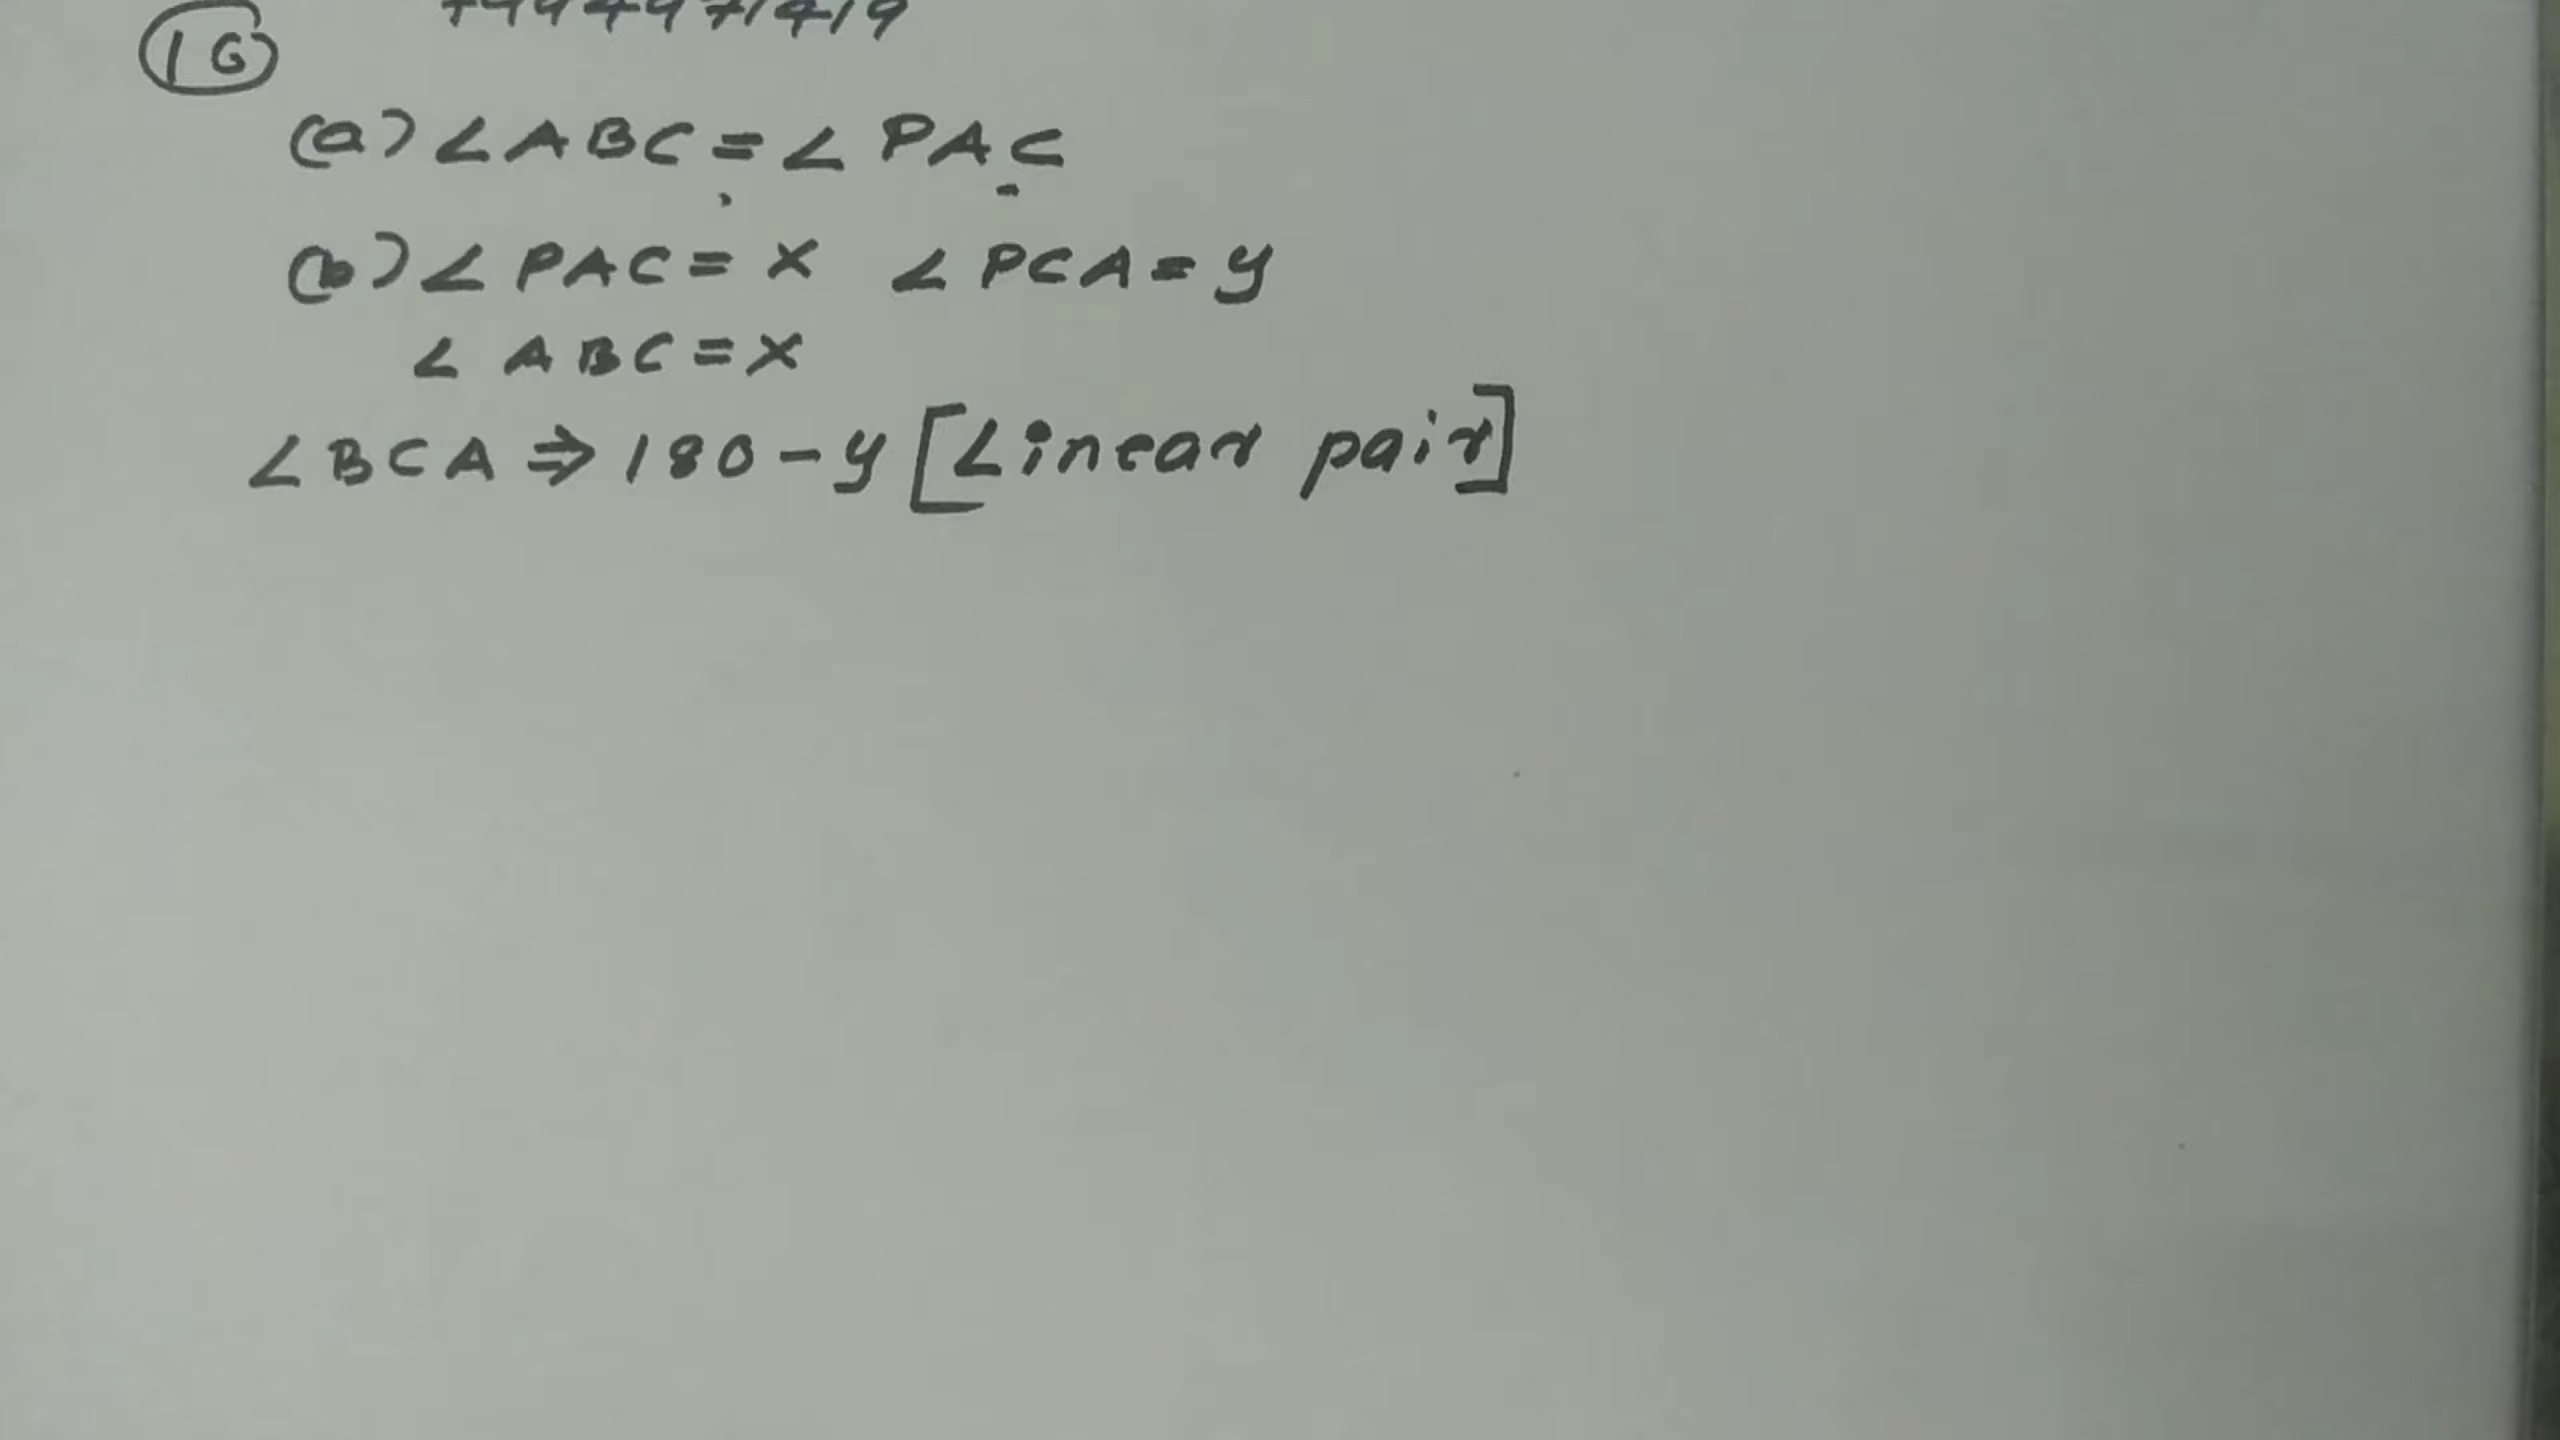 16
(a) ∠ABC = ∠PAC
(b) ∠PAC = x ∠PCA = y
∠ABC = x
∠BCA ⇒ 180 - y [Linear pair]